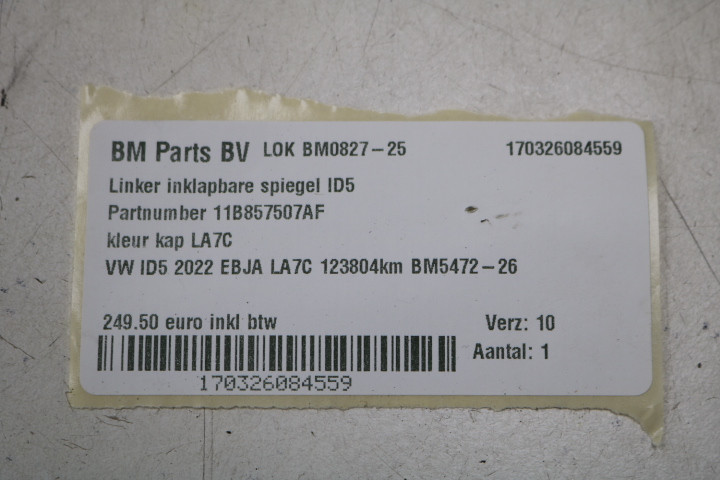 BM Parts BV LOK BM0827-25 170326084559
Linker inklapbare spiegel ID5
Partnumber 11B857507AF
kleur kap LA7C
VW ID5 2022 EBJA LA7C 123804km BM5472-26
249.50 euro inkl btw Verz: 10
Aantal: 1
170326084559